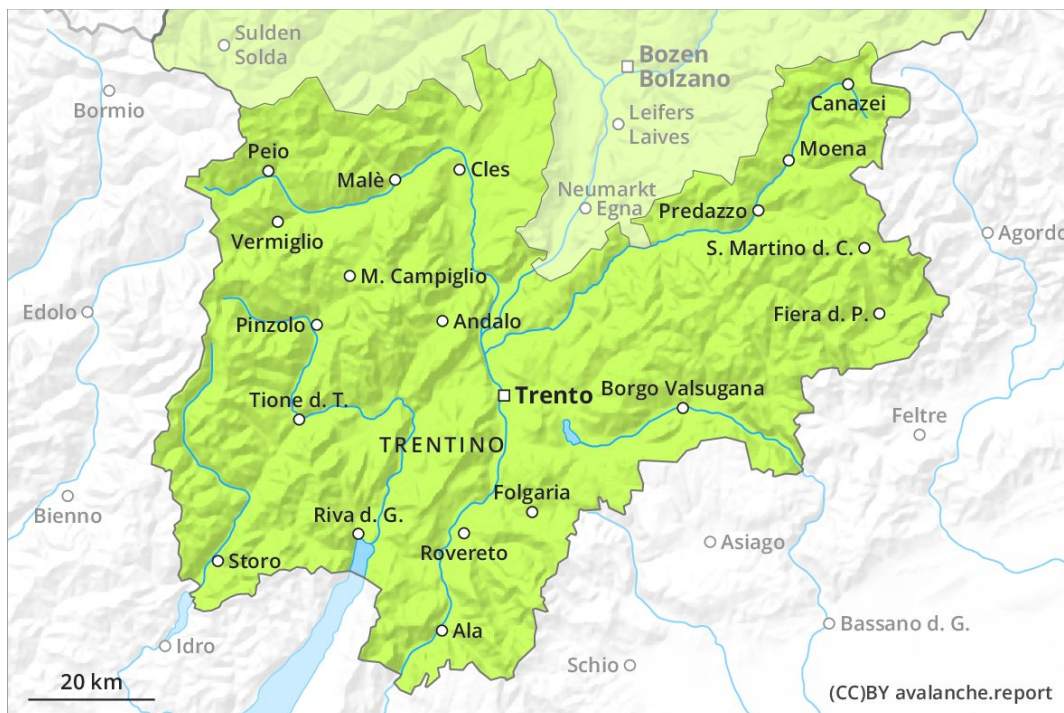 Sulden
Solda
Bozen
Bolzano
Bormio
Canazei
Leifers
Laives
Moena
Peio
Malè
Cles
Neumarkt
Egna
Predazzo
Vermiglio
Agordo
S. Martino d. C.
M. Campiglio
Edolo
Fiera d. P.
Pinzolo
Andalo
Trento
Borgo Valsugana
Tione d. T.
Feltre
TRENTINO
Bienno
Folgaria
Riva d. G.
Asiago
Rovereto
Storo
Bassano d. G.
Ala
Idro
Schio
20 km
(CC)BY avalanche.report